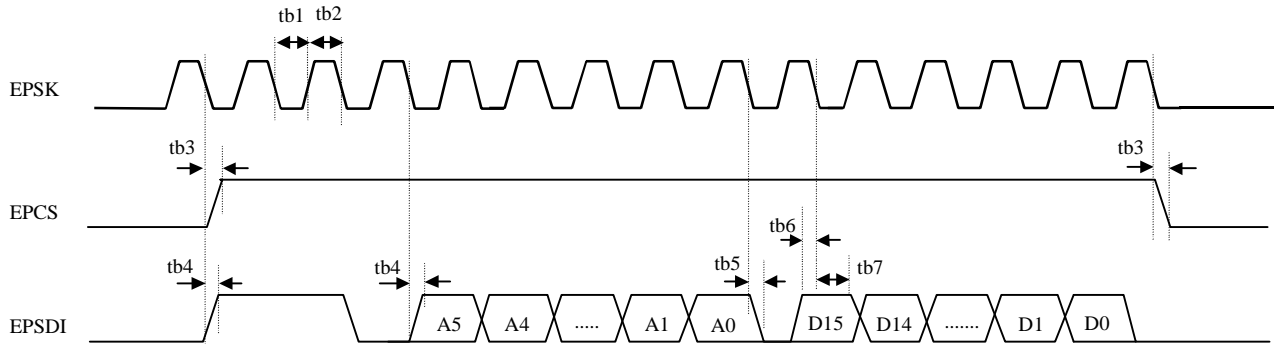 tb1 tb2
EPSK
tb3 tb3
EPCS
tb6
tb4 tb4 tb5 tb7
EPSDI A5 A4 ..... A1 A0 D15 D14 ....... D1 D0